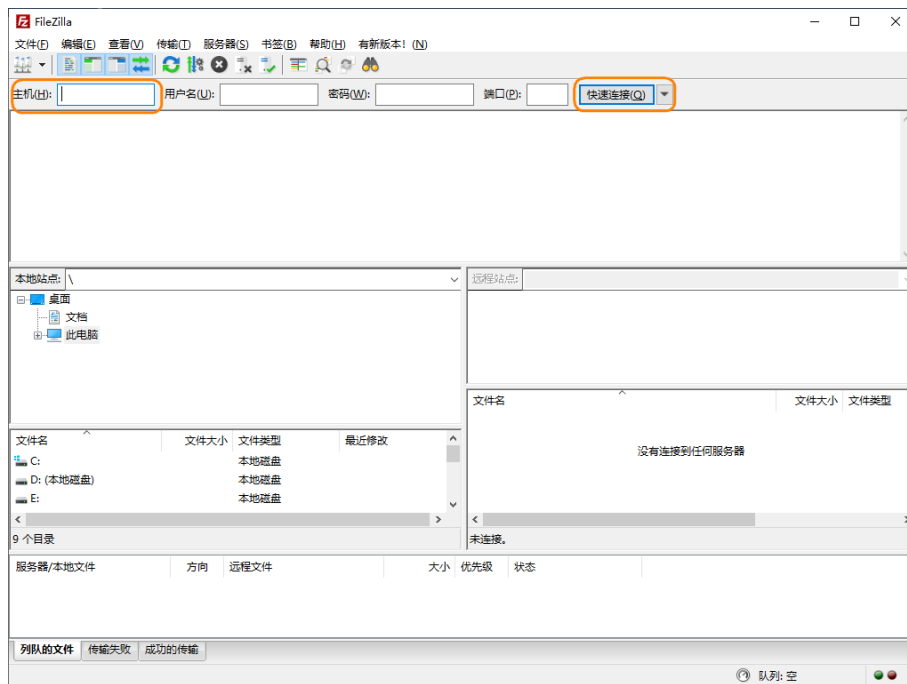 FileZilla
文件(F) 编辑(E) 查看(V) 传输(T) 服务器(S) 书签(B) 帮助(H) 有新版本! (N)
主机(H): 用户名(U): 密码(W): 端口(P): 快速连接(Q)
本地站点: \
远程站点:
桌面
文档
此电脑
文件名 文件大小 文件类型 最近修改
C: 本地磁盘
D: (本地磁盘) 本地磁盘
E: 本地磁盘
9 个目录
文件名 文件大小 文件类型
没有连接到任何服务器
未连接。
服务器/本地文件 方向 远程文件 大小 优先级 状态
列队的文件 传输失败 成功的传输
队列: 空